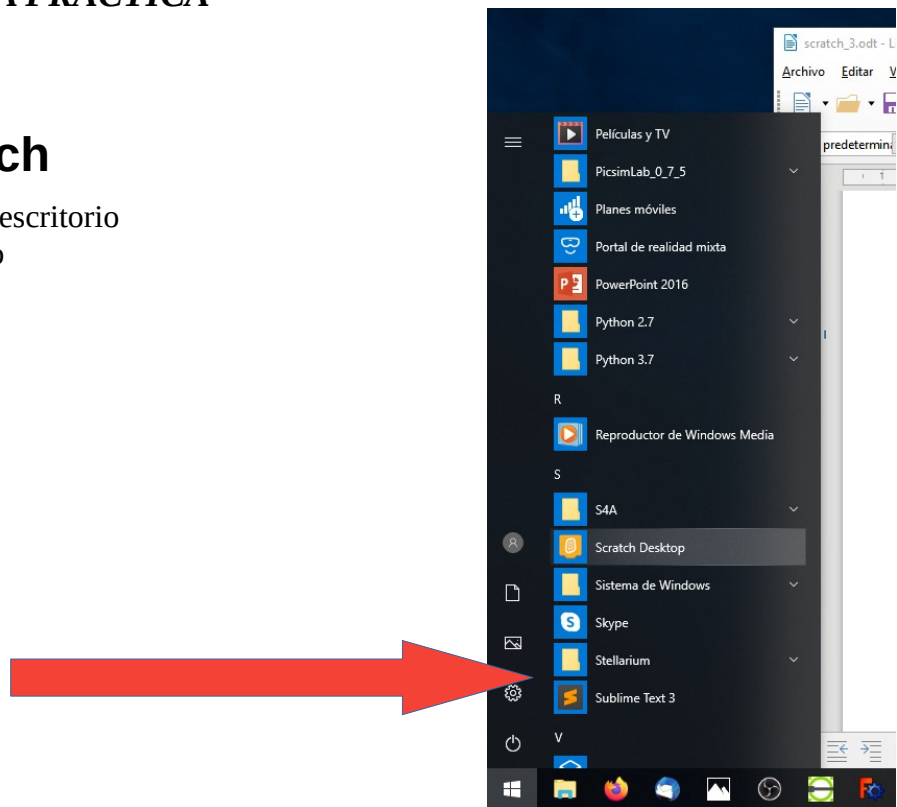 A PRÁCTICA
ch
escritorio
o
scratch_3.odt - L
Archivo Editar V
predetermina
Películas y TV
PicsimLab_0_7_5
Planes móviles
Portal de realidad mixta
PowerPoint 2016
Python 2.7
Python 3.7
R
Reproductor de Windows Media
S
S4A
Scratch Desktop
Sistema de Windows
Skype
Stellarium
Sublime Text 3
V